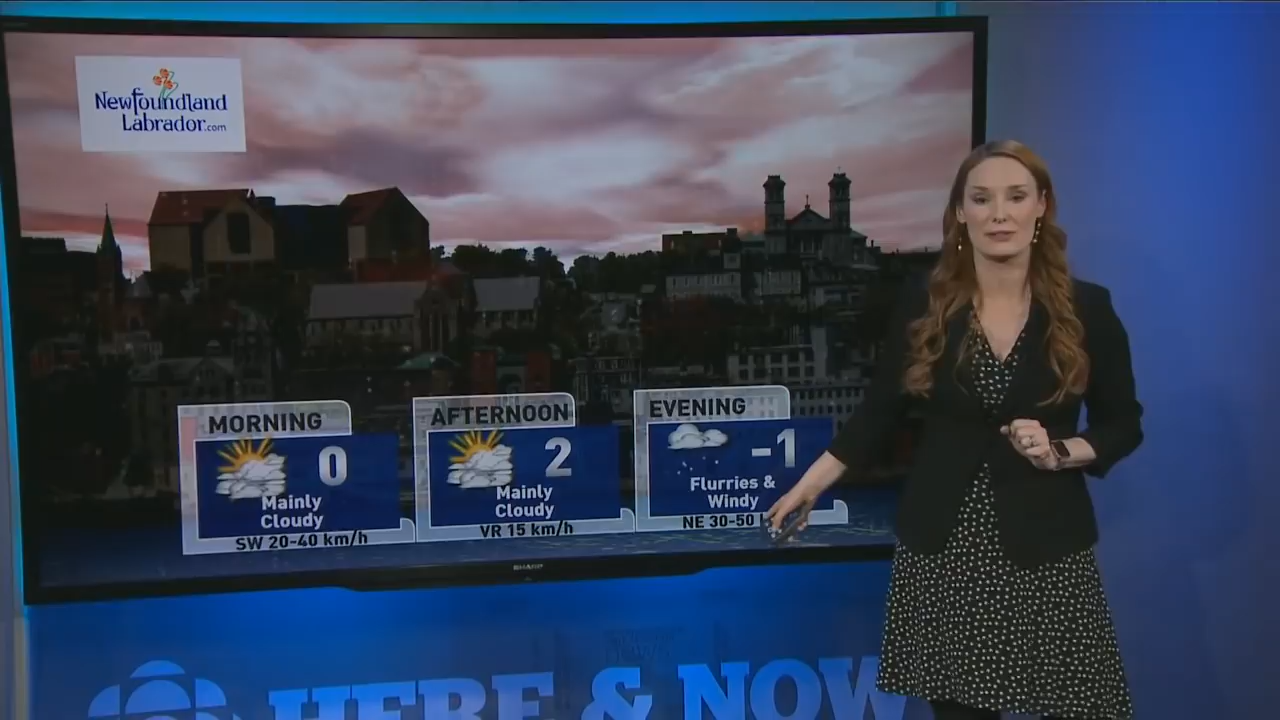 Newfoundland
Labrador.com
MORNING
0
Mainly
Cloudy
SW 20-40 km/h
AFTERNOON
2
Mainly
Cloudy
VR 15 km/h
EVENING
-1
Flurries &
Windy
NE 30-50
SHARP
HERE & NOW